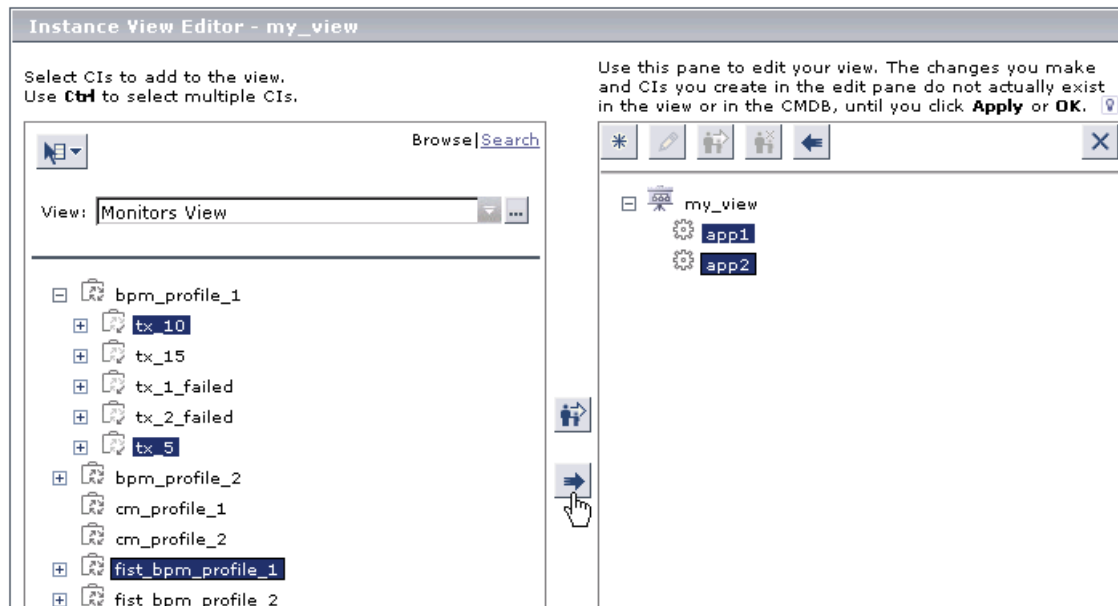 Instance View Editor - my_view
Select CIs to add to the view.
Use Ctrl to select multiple CIs.
Browse|Search
View: Monitors View
...
bpm_profile_1
tx_10
tx_15
tx_1_failed
tx_2_failed
tx_5
bpm_profile_2
cm_profile_1
cm_profile_2
fist_bpm_profile_1
fist_bpm_profile_2
Use this pane to edit your view. The changes you make
and CIs you create in the edit pane do not actually exist
in the view or in the CMDB, until you click Apply or OK.
my_view
app1
app2